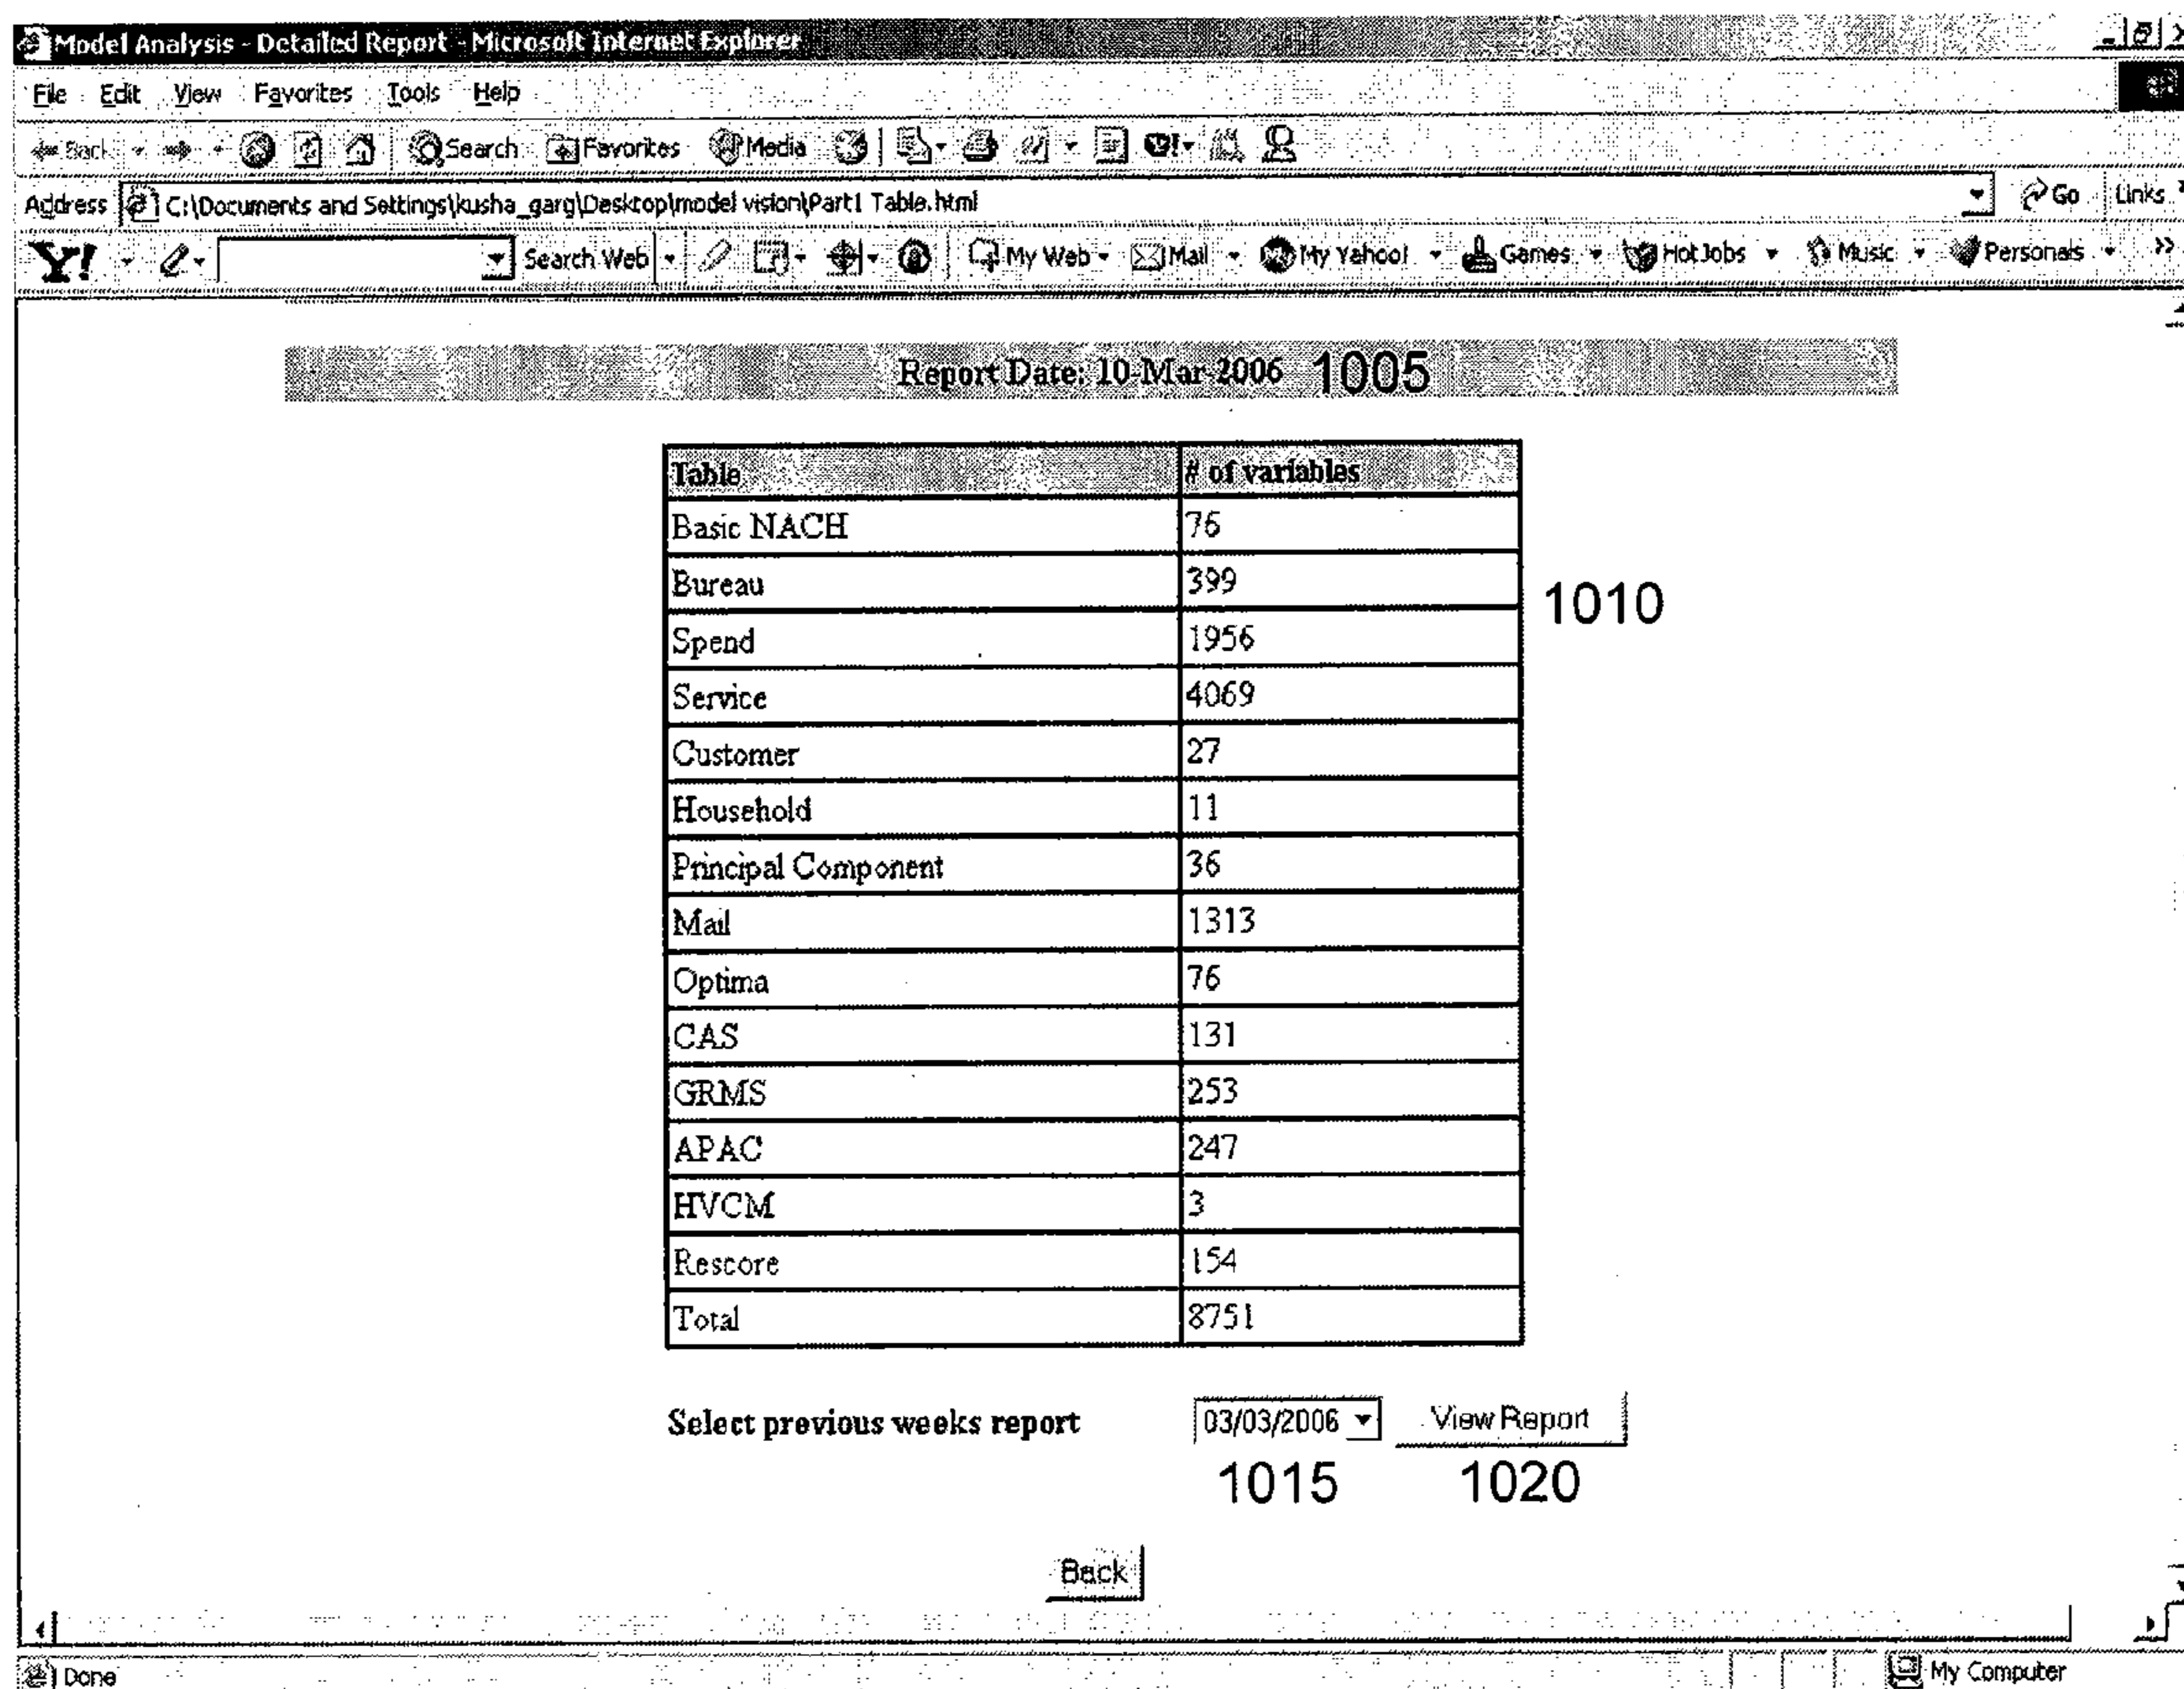 Model Analysis - Detailed Report - Microsoft Internet Explorer
File Edit View Favorites Tools Help
Back Search Favorites Media
Address C:\Documents and Settings\kusha_garg\Desktop\model vision\Part1 Table.html Go Links
Y! Search Web My Web Mail My Yahoo! Games HotJobs Music Personals >>
Report Date: 10-Mar-2006 1005
Table # of variables
Basic NACH 76
Bureau 399
1010
Spend 1956
Service 4069
Customer 27
Household 11
Principal Component 36
Mail 1313
Optima 76
CAS 131
GRMS 253
APAC 247
HVCM 3
Rescore 154
Total 8751
Select previous weeks report 03/03/2006 View Report
1015 1020
Back
Done My Computer